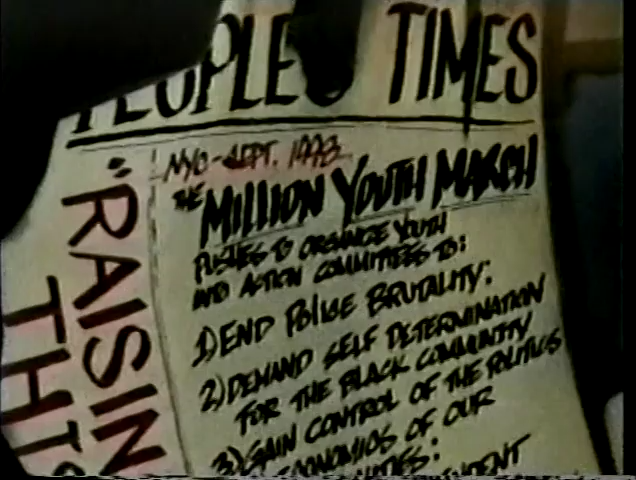 PEOPLE TIMES
NYC-SEPT. 1998
THE MILLION YOUTH MARCH
PUSHES TO ORGANIZE YOUTH
AND ACTION COMMITTEES TO:
1) END POLICE BRUTALITY:
2) DEMAND SELF DETERMINATION
FOR THE BLACK COMMUNITY
3) GAIN CONTROL OF THE POLITICS
ECONOMICS OF OUR
"RAISIN
TH